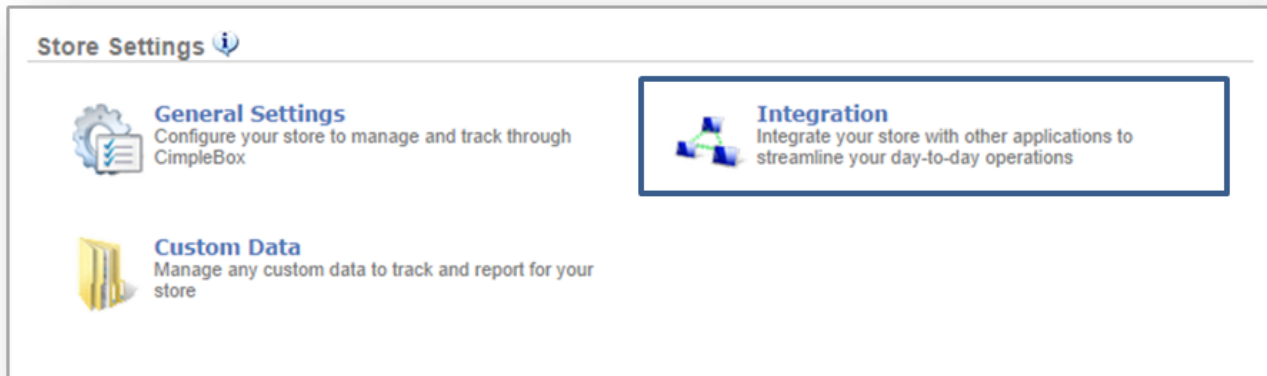 Store Settings
General Settings
Configure your store to manage and track through
CimpleBox
Integration
Integrate your store with other applications to
streamline your day-to-day operations
Custom Data
Manage any custom data to track and report for your
store